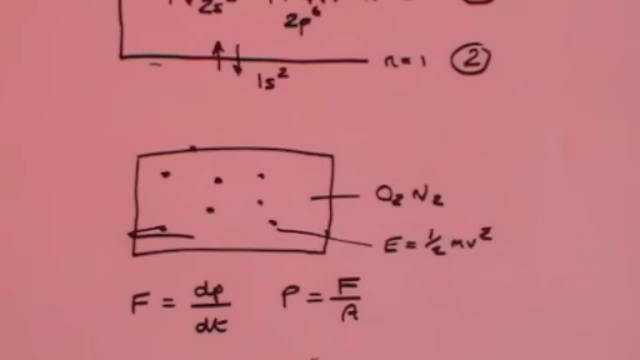 2s
2p⁶
n=1 2
1s²
O₂ N₂
E = ½ mv²
F = dp/dt P = F/A